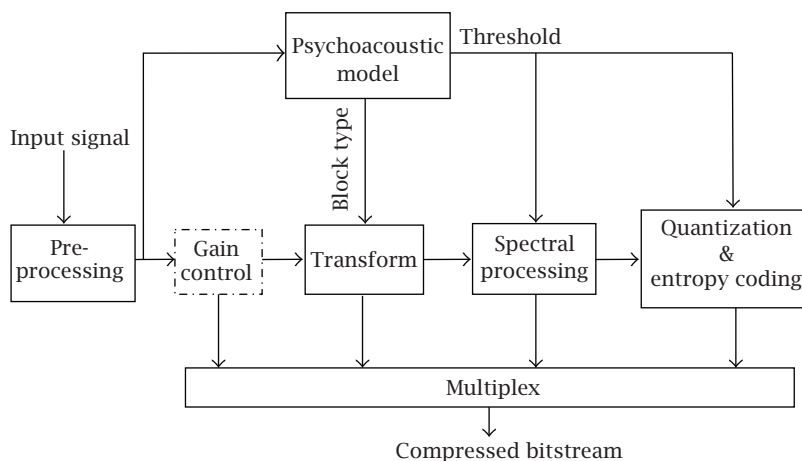 Psychoacoustic
model
Threshold
Input signal
Block type
Pre-
processing
Gain
control
Transform
Spectral
processing
Quantization
&
entropy coding
Multiplex
Compressed bitstream